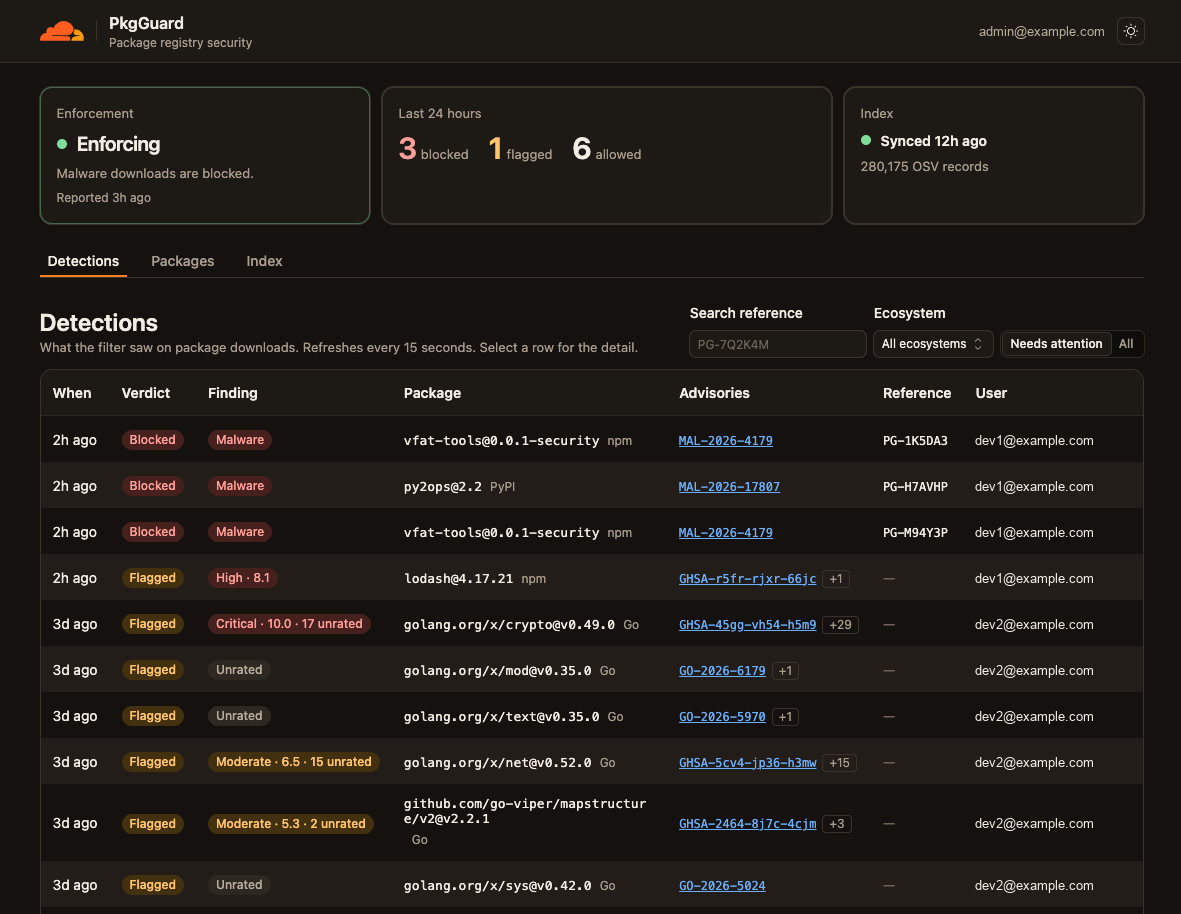 PkgGuard
Package registry security
admin@example.com
Enforcement
Enforcing
Malware downloads are blocked.
Reported 3h ago
Last 24 hours
3 blocked 1 flagged 6 allowed
Index
Synced 12h ago
280,175 OSV records
Detections Packages Index
Detections
What the filter saw on package downloads. Refreshes every 15 seconds. Select a row for the detail.
Search reference
PG-7Q2K4M
Ecosystem
All ecosystems
Needs attention All
When Verdict Finding Package Advisories Reference User
2h ago Blocked Malware vfat-tools@0.0.1-security npm MAL-2026-4179 PG-1K5DA3 dev1@example.com
2h ago Blocked Malware py2ops@2.2 PyPI MAL-2026-17807 PG-H7AVHP dev1@example.com
2h ago Blocked Malware vfat-tools@0.0.1-security npm MAL-2026-4179 PG-M94Y3P dev1@example.com
2h ago Flagged High · 8.1 lodash@4.17.21 npm GHSA-r5fr-rjxr-66jc +1 — dev1@example.com
3d ago Flagged Critical · 10.0 · 17 unrated golang.org/x/crypto@v0.49.0 Go GHSA-45gg-vh54-h5m9 +29 — dev2@example.com
3d ago Flagged Unrated golang.org/x/mod@v0.35.0 Go GO-2026-6179 +1 — dev2@example.com
3d ago Flagged Unrated golang.org/x/text@v0.35.0 Go GO-2026-5970 +1 — dev2@example.com
3d ago Flagged Moderate · 6.5 · 15 unrated golang.org/x/net@v0.52.0 Go GHSA-5cv4-jp36-h3mw +15 — dev2@example.com
3d ago Flagged Moderate · 5.3 · 2 unrated github.com/go-viper/mapstructur
e/v2@v2.2.1
Go GHSA-2464-8j7c-4cjm +3 — dev2@example.com
3d ago Flagged Unrated golang.org/x/sys@v0.42.0 Go GO-2026-5024 — dev2@example.com